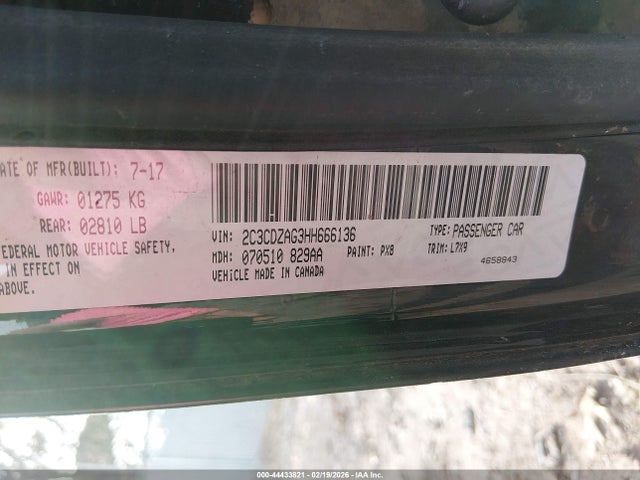 ATE OF MFR(BUILT): 7-17
GAWR: 01275 KG
REAR: 02810 LB
FEDERAL MOTOR VEHICLE SAFETY,
IN EFFECT ON
ABOVE.
VIN: 2C3CDZAG3HH666136 TYPE: PASSENGER CAR
MDH: 070510 829AA PAINT: PX8 TRIM: L7X9
VEHICLE MADE IN CANADA 4658843
000-44433821 - 02/19/2026 - IAA Inc.